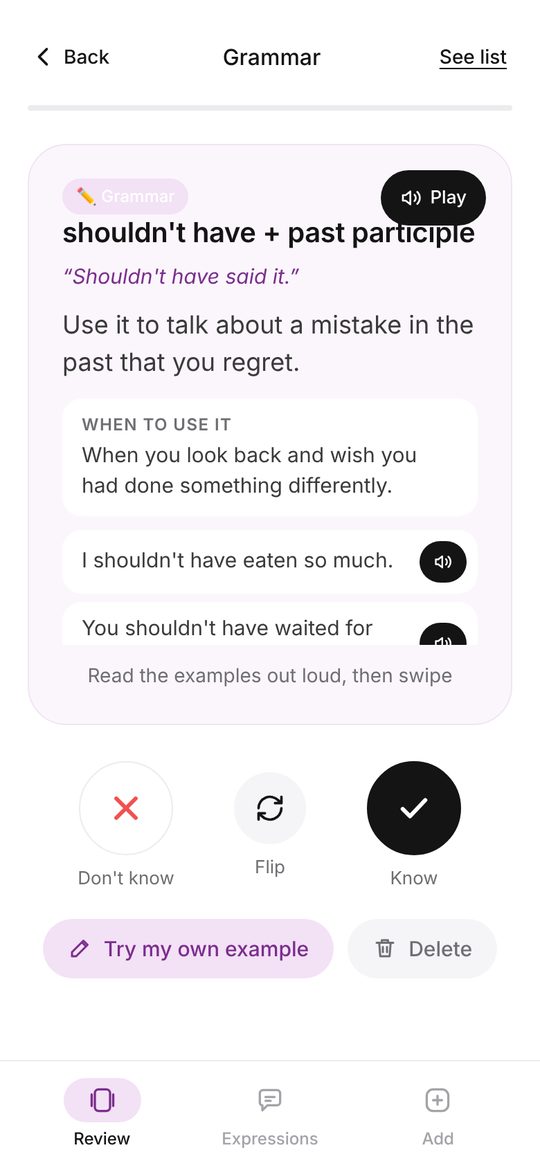 Back
Grammar
See list
✏️ Grammar
Play
shouldn't have + past participle
“Shouldn't have said it.”
Use it to talk about a mistake in the
past that you regret.
WHEN TO USE IT
When you look back and wish you
had done something differently.
I shouldn't have eaten so much.
You shouldn't have waited for
Read the examples out loud, then swipe
Don't know
Flip
Know
Try my own example
Delete
Review
Expressions
Add